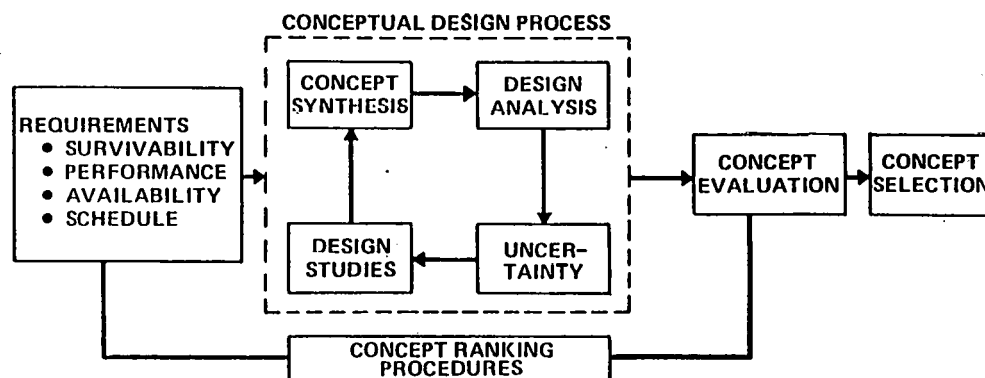 CONCEPTUAL DESIGN PROCESS
REQUIREMENTS
• SURVIVABILITY
• PERFORMANCE
• AVAILABILITY
• SCHEDULE
CONCEPT
SYNTHESIS
DESIGN
ANALYSIS
DESIGN
STUDIES
UNCER-
TAINTY
CONCEPT
EVALUATION
CONCEPT
SELECTION
CONCEPT RANKING
PROCEDURES